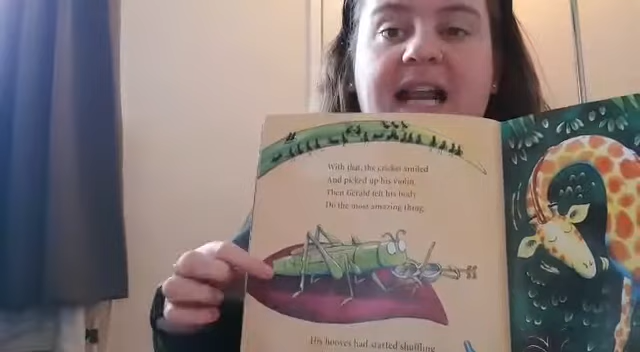 With that, the cricket smiled
And picked up his violin.
Then Gerald felt his body
Do the most amazing thing.
His hooves had started shuffling